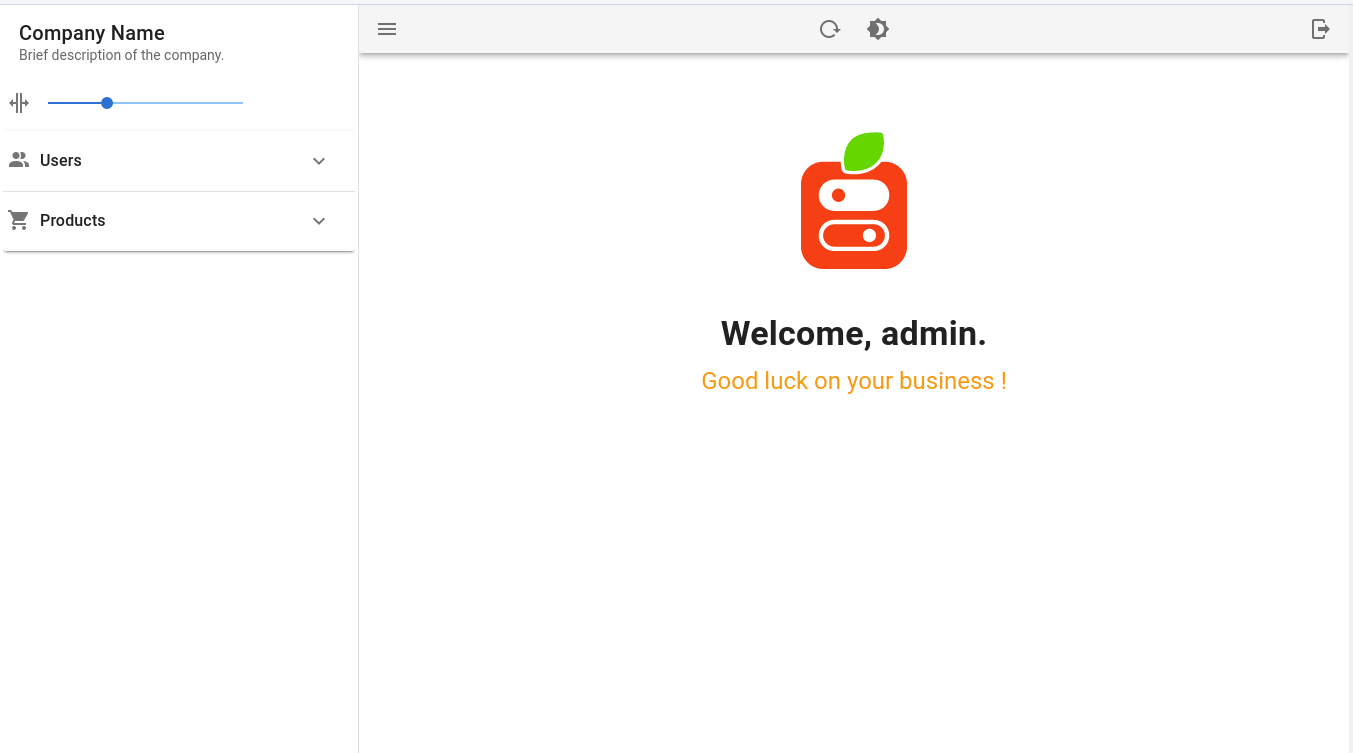 Company Name
Brief description of the company.
Users
Products
Welcome, admin.
Good luck on your business !